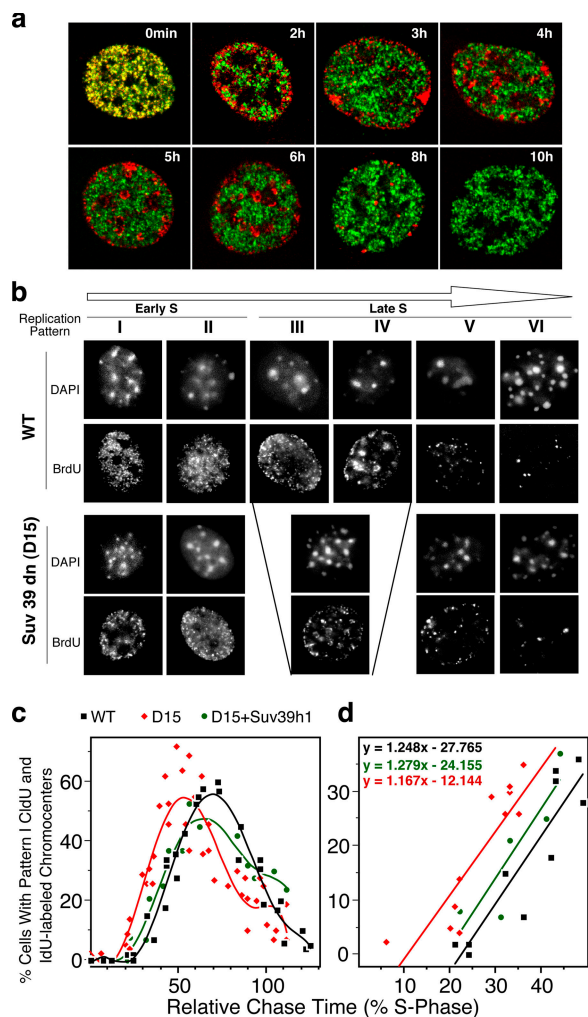 a
0min 2h 3h 4h
5h 6h 8h 10h
b
Early S Late S
Replication
Pattern I II III IV V VI
WT
DAPI
BrdU
Suv 39 dn (D15)
DAPI
BrdU
c WT D15 D15+Suv39h1 d
y = 1.248x - 27.765
y = 1.279x - 24.155
y = 1.167x - 12.144
% Cells With Pattern I CldU and
IdU-labeled Chromocenters
60
40
20
0
50 100
30
20
10
0
0 10 20 30 40
Relative Chase Time (% S-Phase)